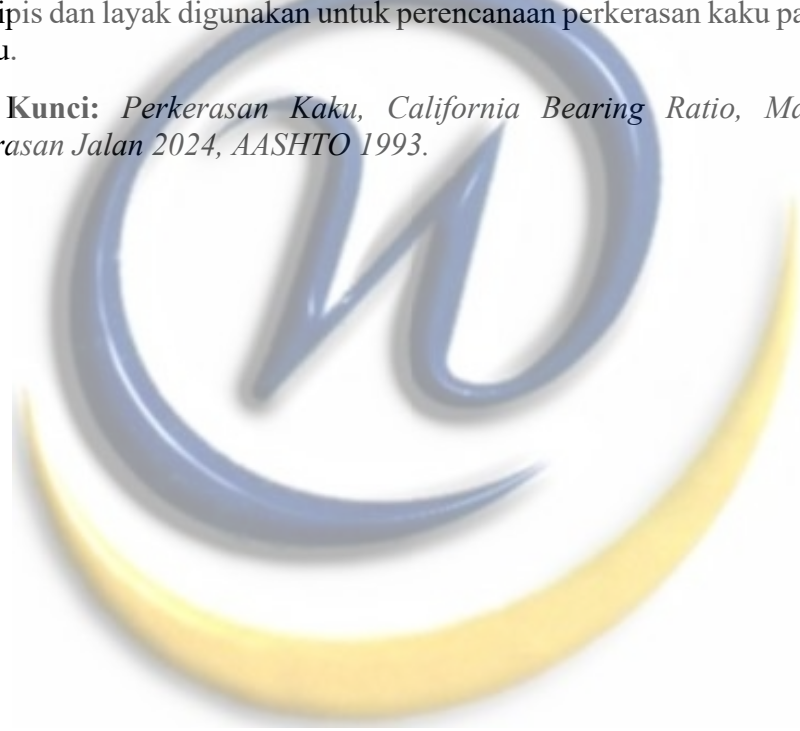 ipis dan layak digunakan untuk perencanaan perkerasan kaku pa
u.
Kunci: Perkerasan Kaku, California Bearing Ratio, Ma
rasan Jalan 2024, AASHTO 1993.